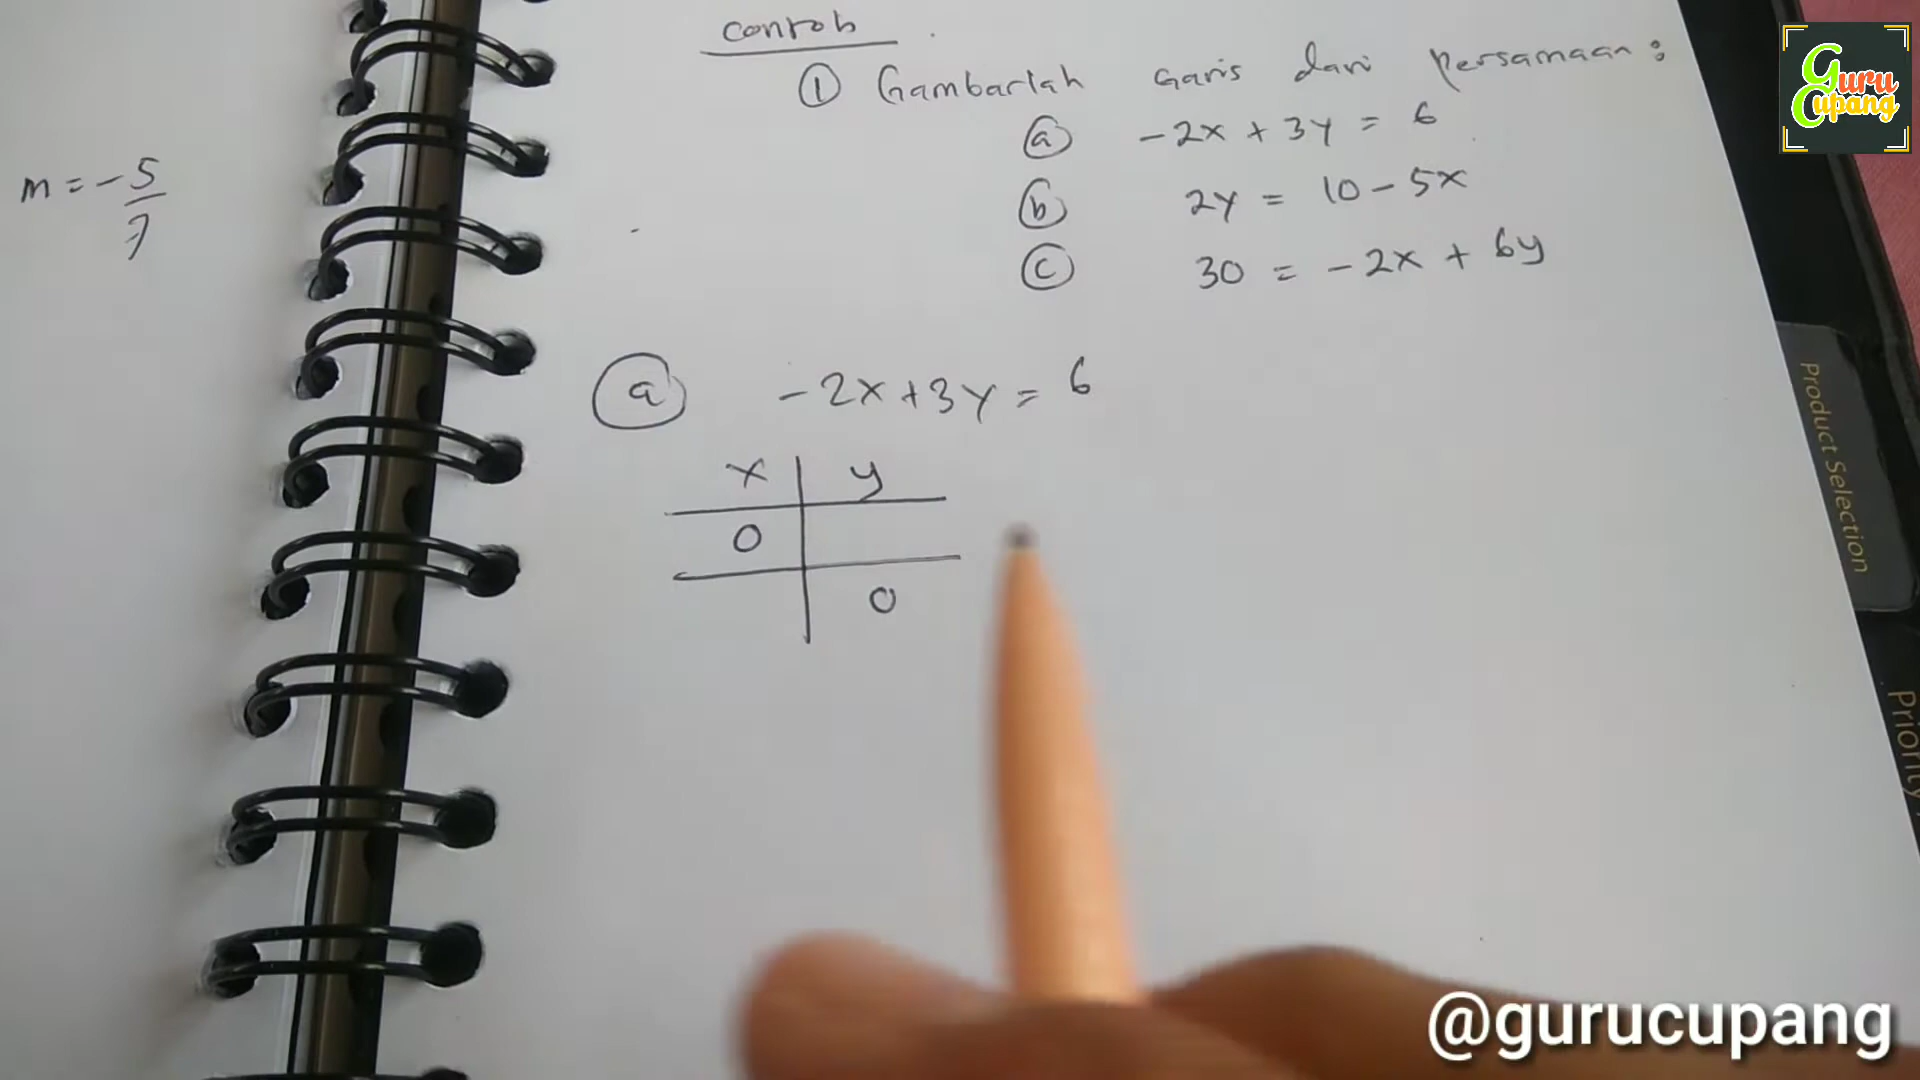 m = -5/7
Contoh
① Gambarlah garis dari persamaan :
ⓐ -2x + 3y = 6
ⓑ 2y = 10 - 5x
ⓒ 30 = -2x + 6y
ⓐ -2x + 3y = 6
x | y
0 |
| 0
Guru
Cupang
Product Selection
Priority
@gurucupang